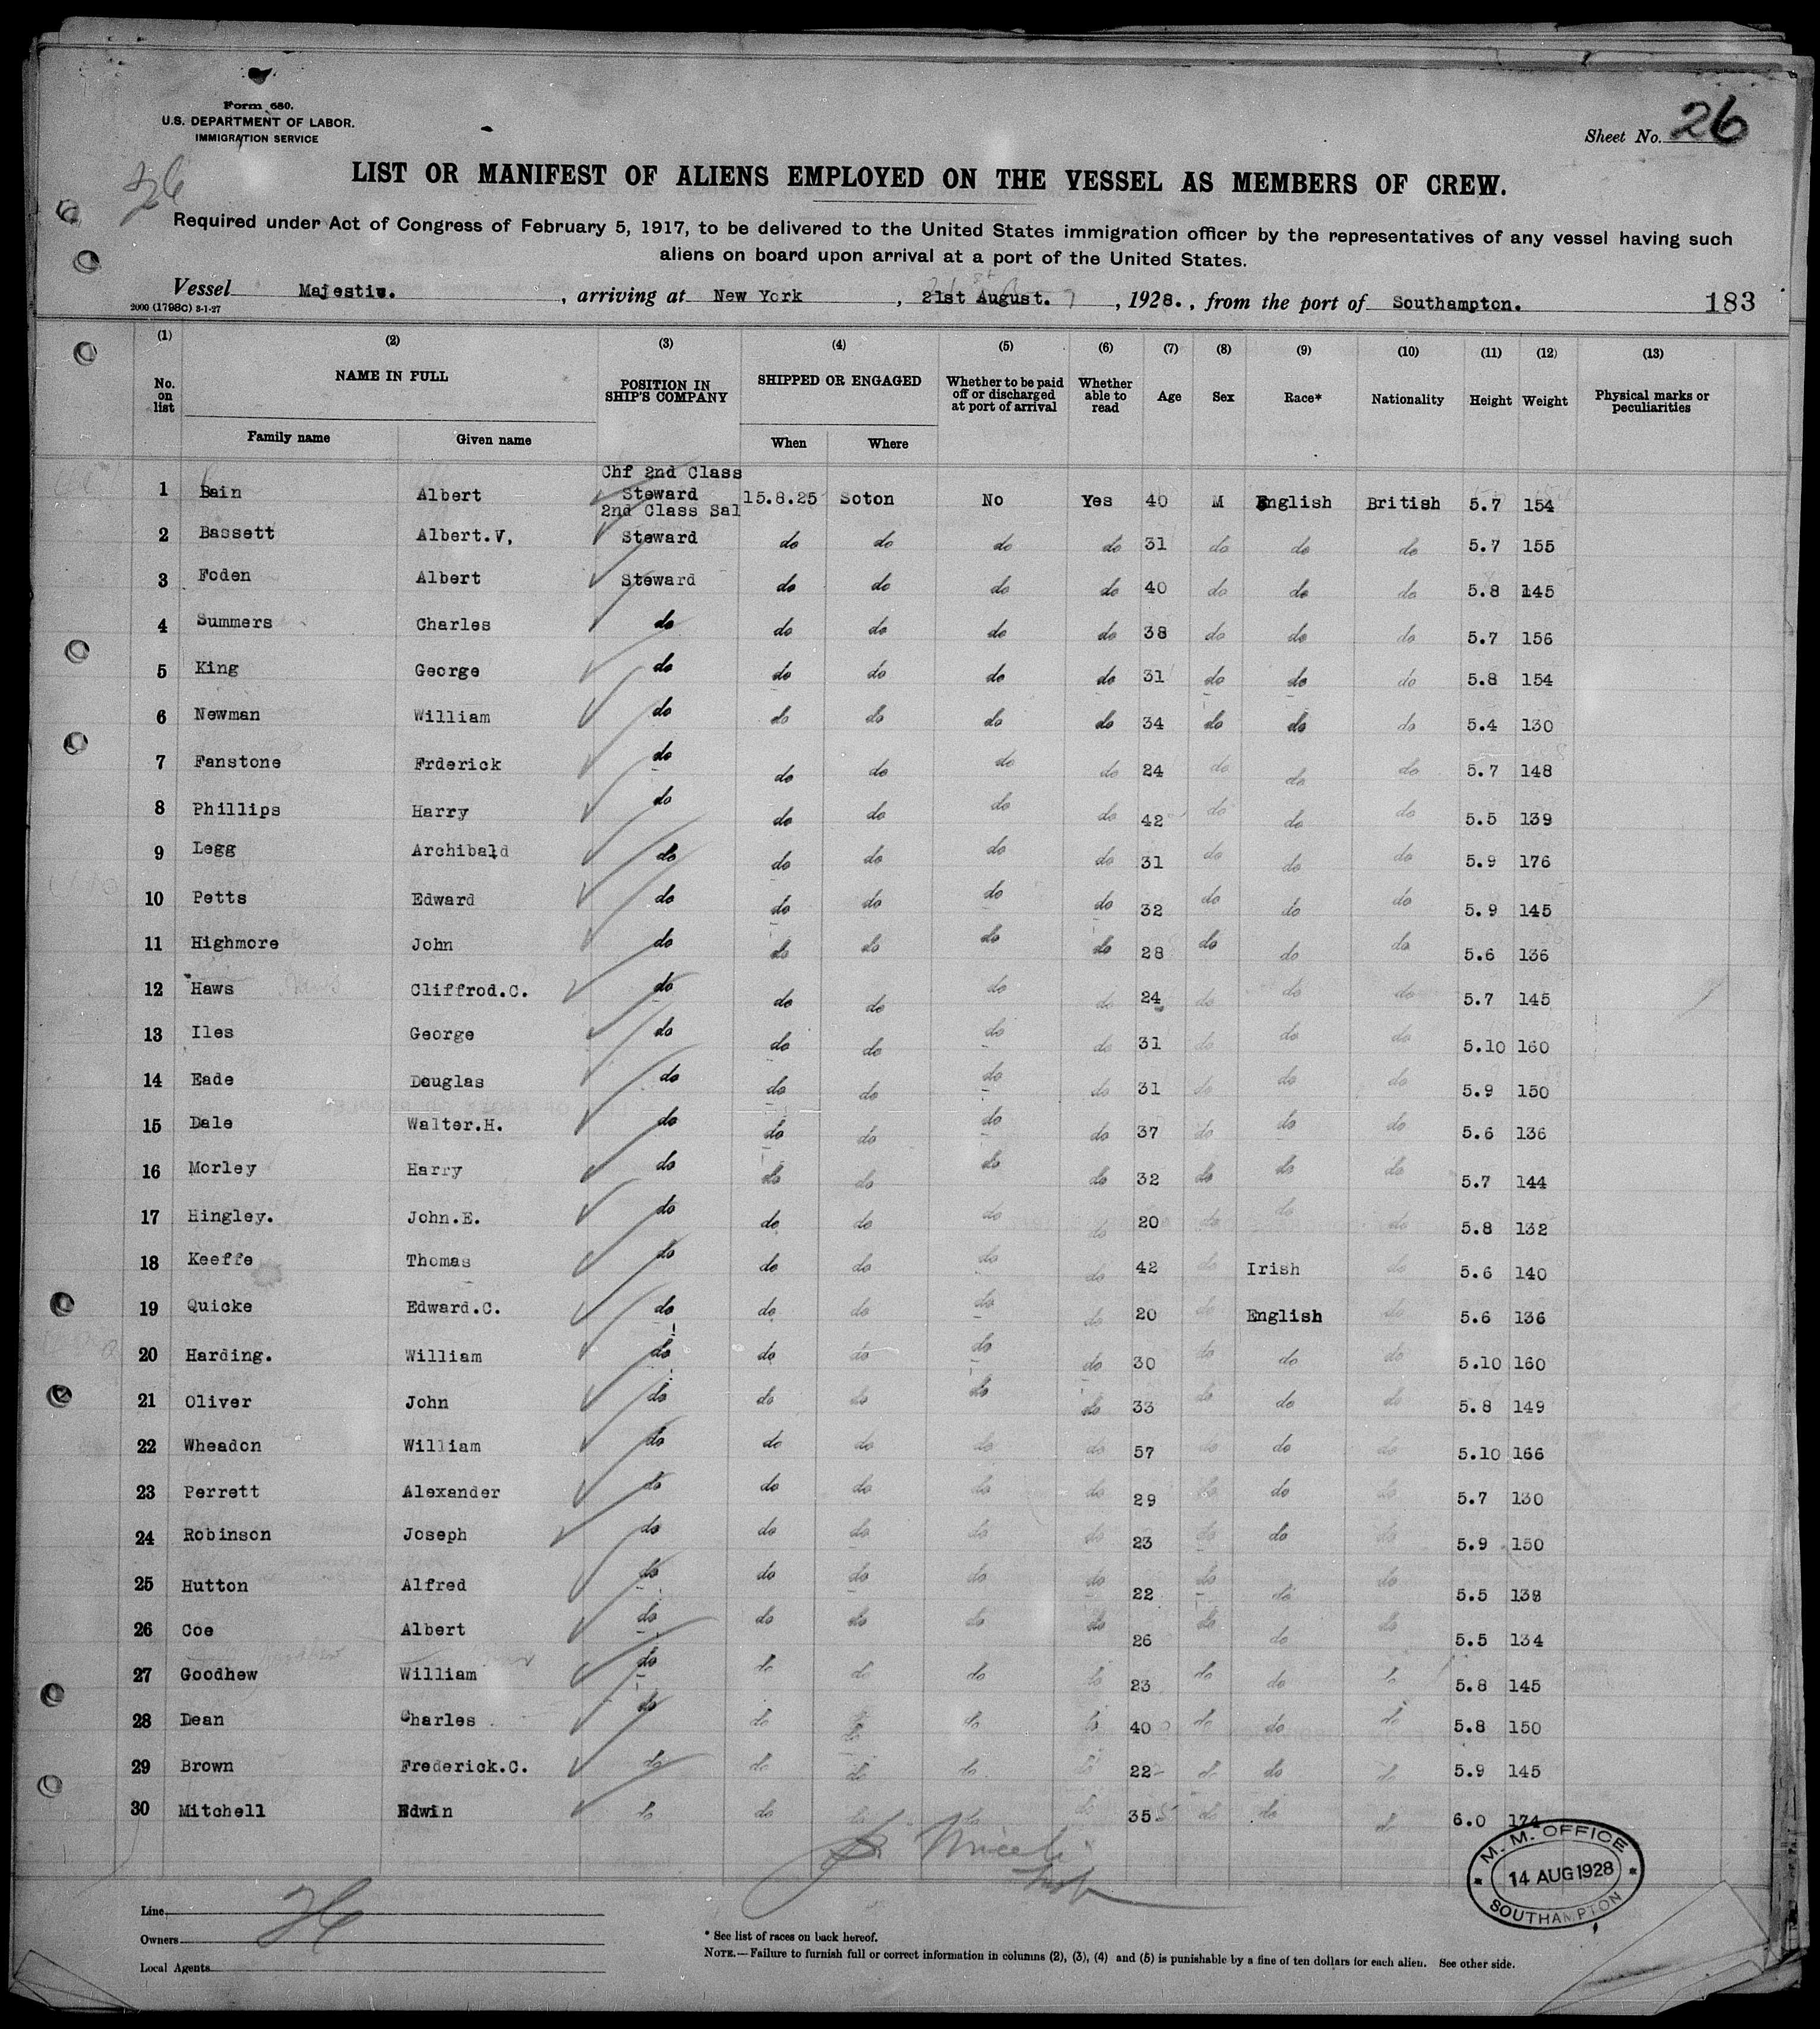 Form 680.
U.S. DEPARTMENT OF LABOR.
IMMIGRATION SERVICE
Sheet No. 26
26
LIST OR MANIFEST OF ALIENS EMPLOYED ON THE VESSEL AS MEMBERS OF CREW.
Required under Act of Congress of February 5, 1917, to be delivered to the United States immigration officer by the representatives of any vessel having such
aliens on board upon arrival at a port of the United States.
Vessel Majestic. , arriving at New York , 21st August. , 1928. , from the port of Southampton. 183
2000 (1798C) 3-1-27
(1) (2) (3) (4) (5) (6) (7) (8) (9) (10) (11) (12) (13)
No. on list NAME IN FULL POSITION IN SHIP'S COMPANY SHIPPED OR ENGAGED Whether to be paid off or discharged at port of arrival Whether able to read Age Sex Race* Nationality Height Weight Physical marks or peculiarities
Family name Given name When Where
Chf 2nd Class
1 Bain Albert Steward 15.8.25 Soton No Yes 40 M English British 5.7 154
2nd Class Sal
2 Bassett Albert.V, Steward do do do do 31 do do do 5.7 155
3 Foden Albert Steward do do do do 40 do do do 5.8 145
4 Summers Charles do do do do do 38 do do do 5.7 156
5 King George do do do do do 31 do do do 5.8 154
6 Newman William do do do do do 34 do do do 5.4 130
7 Fanstone Frderick do do do do do 24 do do do 5.7 148
8 Phillips Harry do do do do do 42 do do do 5.5 139
9 Legg Archibald do do do do do 31 do do do 5.9 176
10 Petts Edward do do do do do 32 do do do 5.9 145
11 Highmore John do do do do do 28 do do do 5.6 136
12 Haws Cliffrod.C. do do do do do 24 do do do 5.7 145
13 Iles George do do do do do 31 do do do 5.10 160
14 Eade Douglas do do do do do 31 do do do 5.9 150
15 Dale Walter.H. do do do do do 37 do do do 5.6 136
16 Morley Harry do do do do do 32 do do do 5.7 144
17 Hingley. John.E. do do do do do 20 do do do 5.8 132
18 Keeffe Thomas do do do do do 42 do Irish do 5.6 140
19 Quicke Edward.C. do do do do do 20 do English do 5.6 136
20 Harding. William do do do do do 30 do do do 5.10 160
21 Oliver John do do do do do 33 do do do 5.8 149
22 Wheadon William do do do do do 57 do do do 5.10 166
23 Perrett Alexander do do do do do 29 do do do 5.7 130
24 Robinson Joseph do do do do do 23 do do do 5.9 150
25 Hutton Alfred do do do do do 22 do do do 5.5 138
26 Coe Albert do do do do do 26 do do do 5.5 134
27 Goodhew William do do do do do 23 do do do 5.8 145
28 Dean Charles do do do do do 40 do do do 5.8 150
29 Brown Frederick.C. do do do do do 22 do do do 5.9 145
30 Mitchell Edwin do do do do do 35 do do do 6.0 174
M. M. OFFICE
14 AUG 1928
SOUTHAMPTON
Line
Owners
Local Agents
* See list of races on back hereof.
NOTE.—Failure to furnish full or correct information in columns (2), (3), (4) and (5) is punishable by a fine of ten dollars for each alien. See other side.